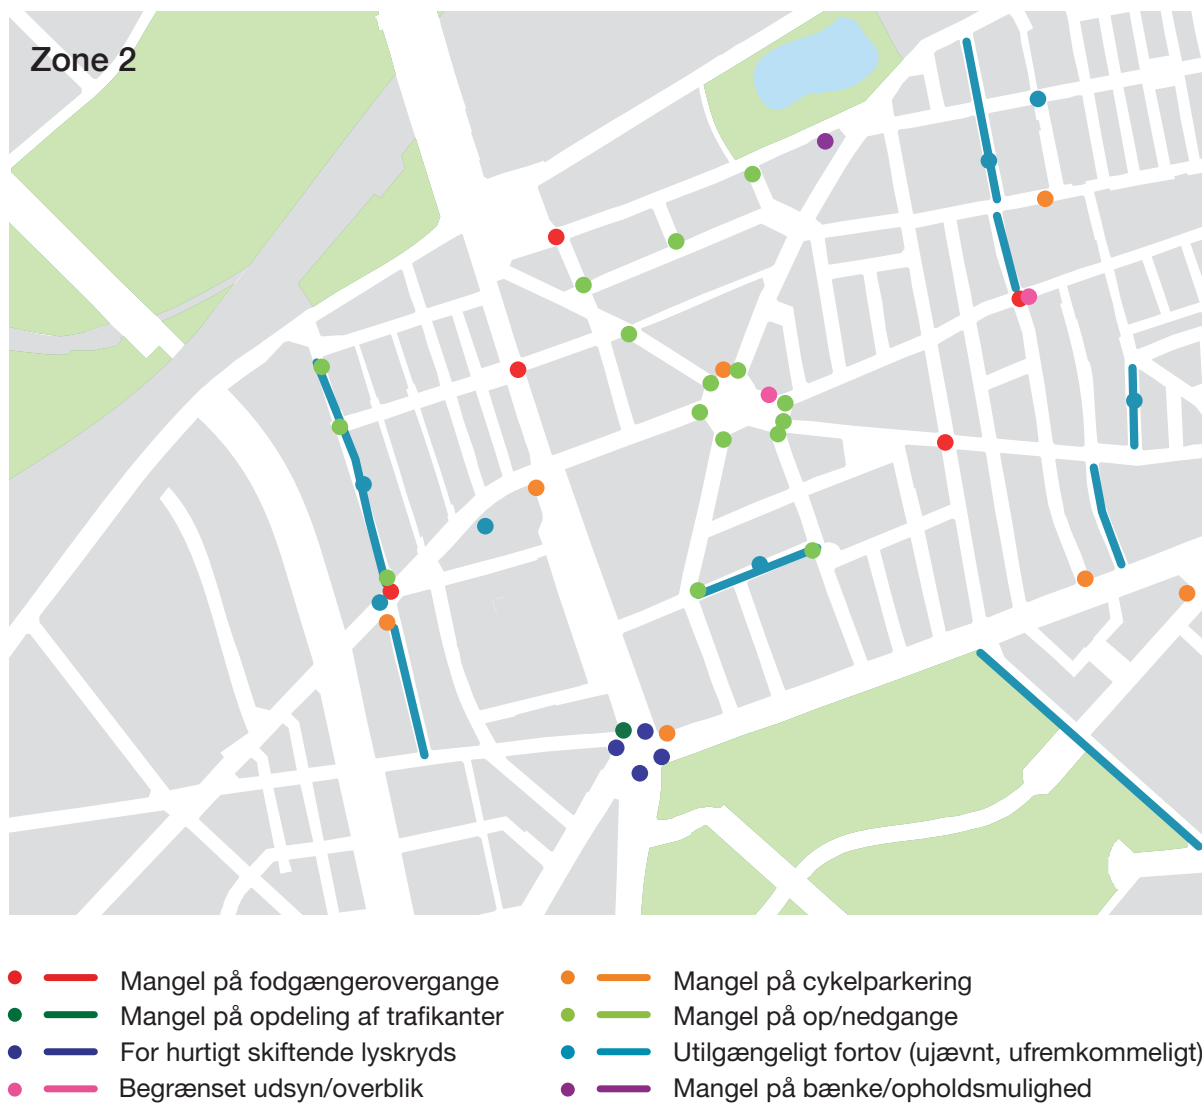 Zone 2
Mangel på fodgængerovergange
Mangel på opdeling af trafikanter
For hurtigt skiftende lyskryds
Begrænset udsyn/overblik
Mangel på cykelparkering
Mangel på op/nedgange
Utilgængeligt fortov (ujævnt, ufremkommeligt)
Mangel på bænke/opholdsmulighed